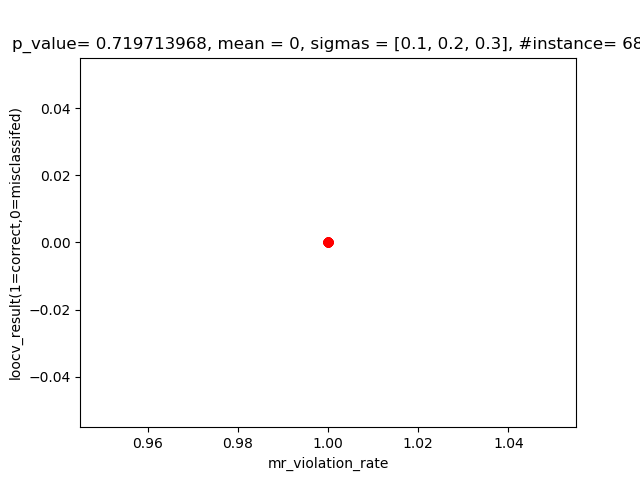 p_value= 0.719713968, mean = 0, sigmas = [0.1, 0.2, 0.3], #instance= 68
loocv_result(1=correct,0=misclassifed)
0.04
0.02
0.00
−0.02
−0.04
0.96 0.98 1.00 1.02 1.04
mr_violation_rate